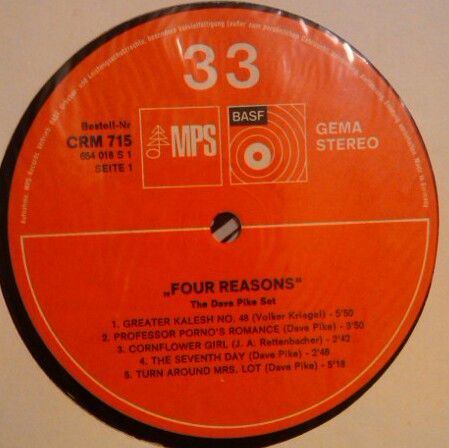 33
Bestell-Nr
CRM 715
654 018 S 1
SEITE 1
MPS
BASF
GEMA
STEREO
„FOUR REASONS“
The Dave Pike Set
1. GREATER KALESH NO. 48 (Volker Kriegel) - 5'50
2. PROFESSOR PORNO'S ROMANCE (Dave Pike) - 3'50
3. CORNFLOWER GIRL (J. A. Rettenbacher) - 2'42
4. THE SEVENTH DAY (Dave Pike) - 2'46
5. TURN AROUND MRS. LOT (Dave Pike) - 5'18